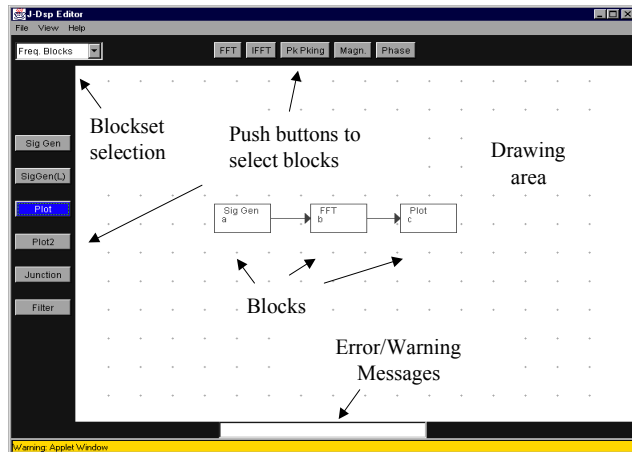 J-Dsp Editor
File View Help
Freq. Blocks
FFT IFFT Pk Pking Magn. Phase
Blockset
selection
Push buttons to
select blocks
Drawing
area
Sig Gen
SigGen(L)
Plot
Plot2
Junction
Filter
Sig Gen
a
FFT
b
Plot
c
Blocks
Error/Warning
Messages
Warning: Applet Window